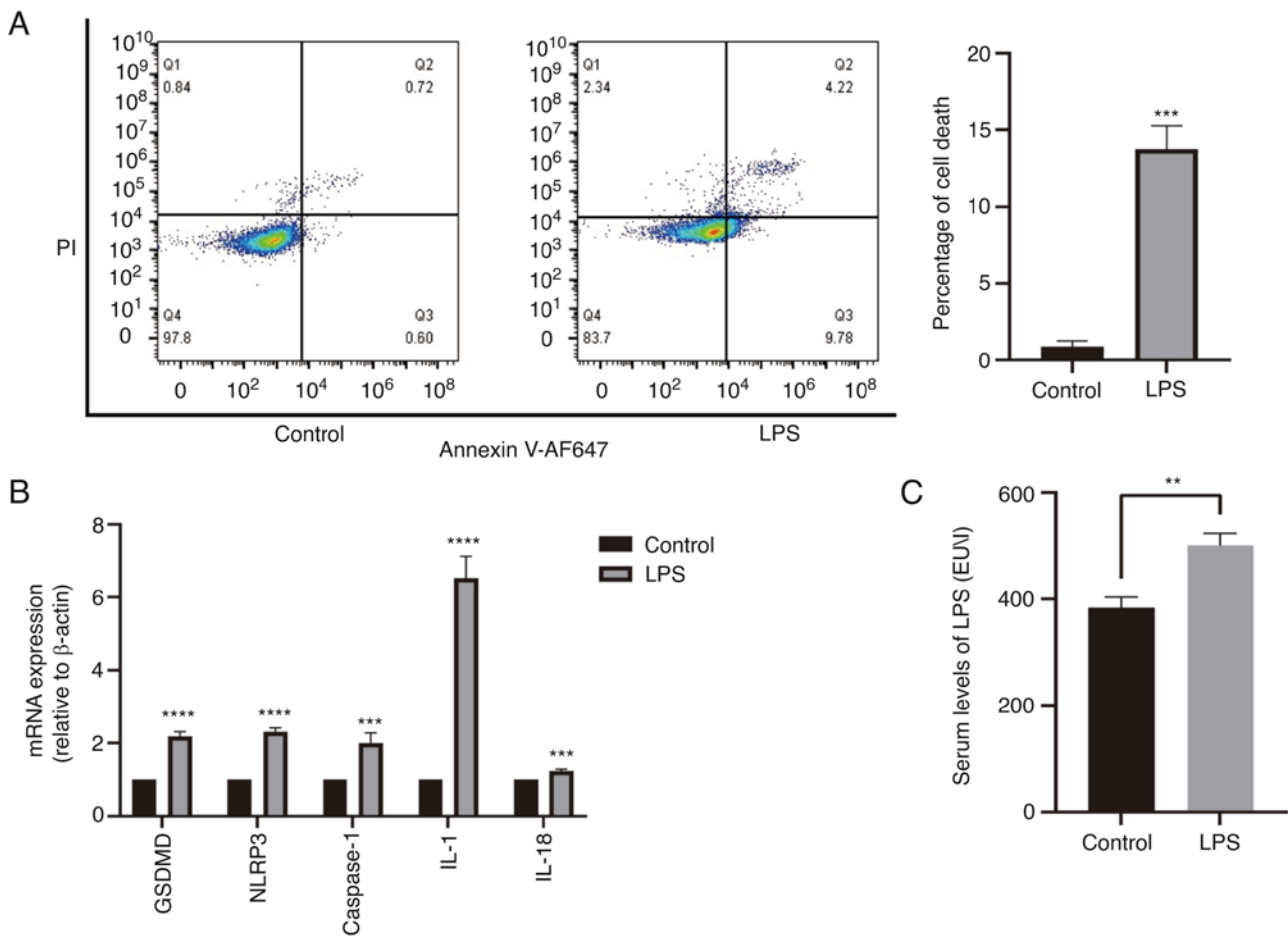 A
10^10
10^9
10^8
10^7
10^6
10^5
10^4
10^3
10^2
10^1
0
Q1
0.84
Q2
0.72
Q4
97.8
Q3
0.60
0 10^2 10^4 10^6 10^8
Control
10^10
10^9
10^8
10^7
10^6
10^5
10^4
10^3
10^2
10^1
0
Q1
2.34
Q2
4.22
Q4
83.7
Q3
9.78
0 10^2 10^4 10^6 10^8
LPS
PI
Annexin V-AF647
Percentage of cell death
20
15
10
5
0
***
Control
LPS
B
mRNA expression
(relative to β-actin)
8
6
4
2
0
****
****
***
****
***
GSDMD
NLRP3
Caspase-1
IL-1
IL-18
Control
LPS
C
Serum levels of LPS (EU\l)
600
400
200
0
**
Control
LPS